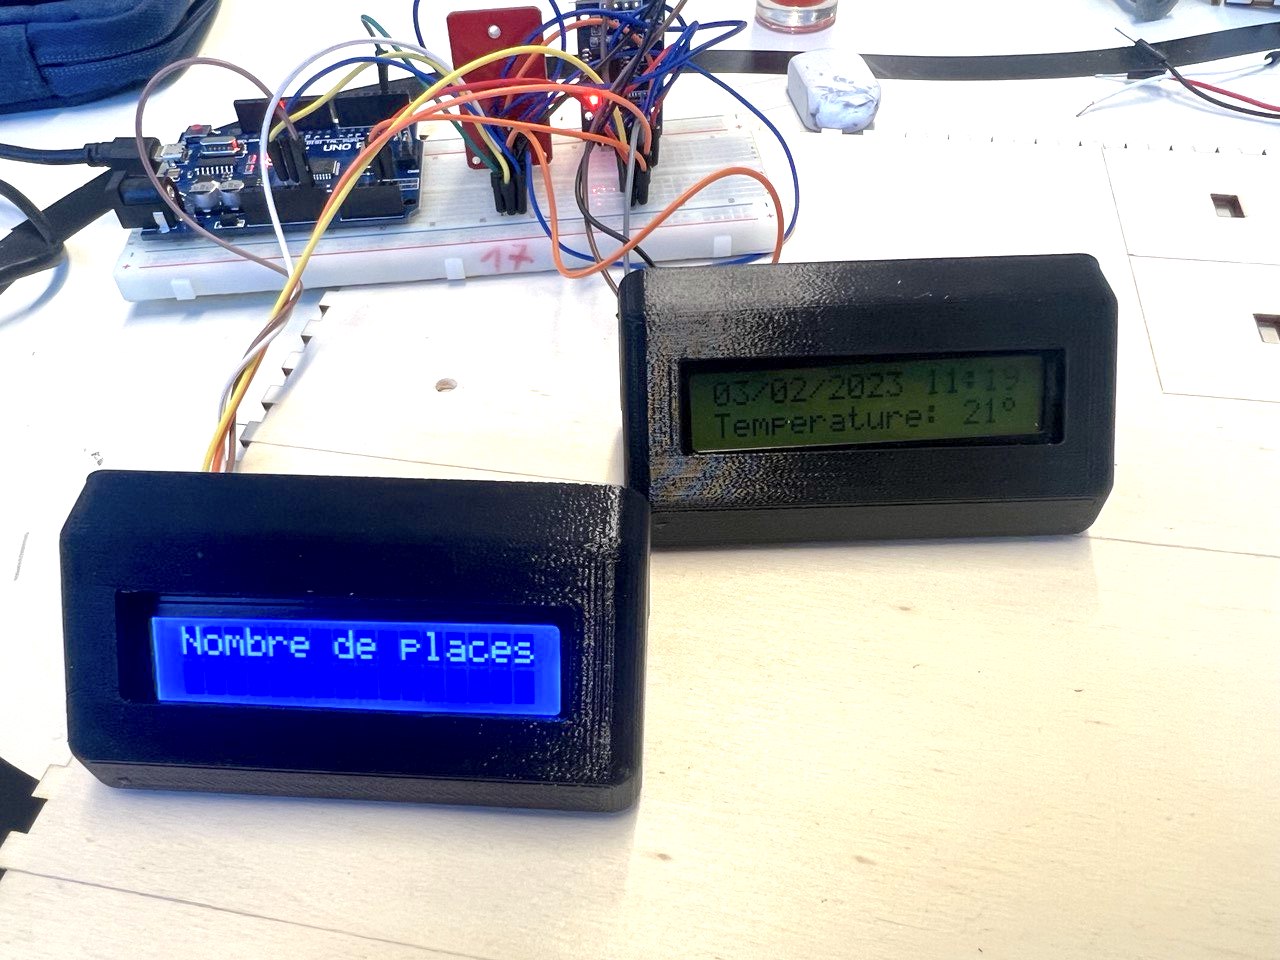 UNO
17
03/02/2023 11:19
Temperature: 21°
Nombre de places